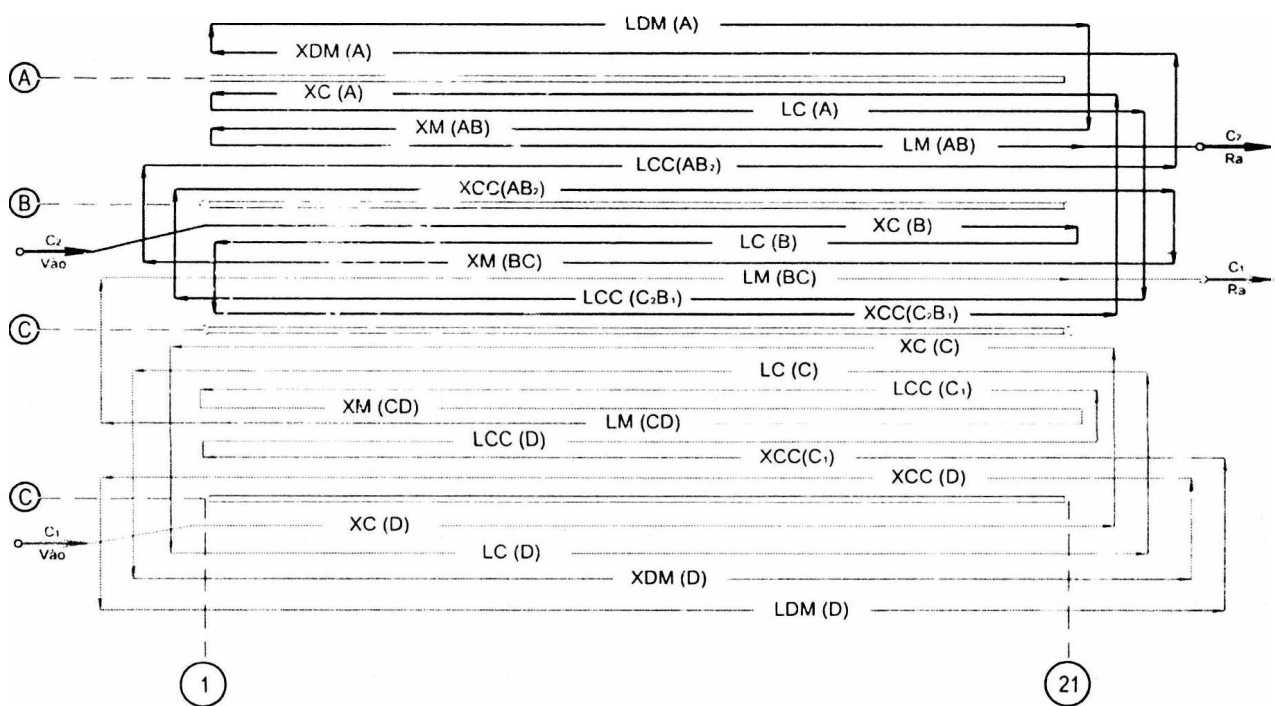 LDM (A)
XDM (A)
A
XC (A)
LC (A)
XM (AB)
LM (AB)
C₂
Ra
LCC(AB₂)
XCC(AB₂)
B
XC (B)
C₂
Vào
LC (B)
XM (BC)
LM (BC)
C₁
Ra
LCC (C₂B₁)
XCC(C₂B₁)
C
XC (C)
LC (C)
LCC (C₁)
XM (CD)
LM (CD)
LCC (D)
XCC(C₁)
XCC (D)
C
XC (D)
C₁
Vào
LC (D)
XDM (D)
LDM (D)
1
21